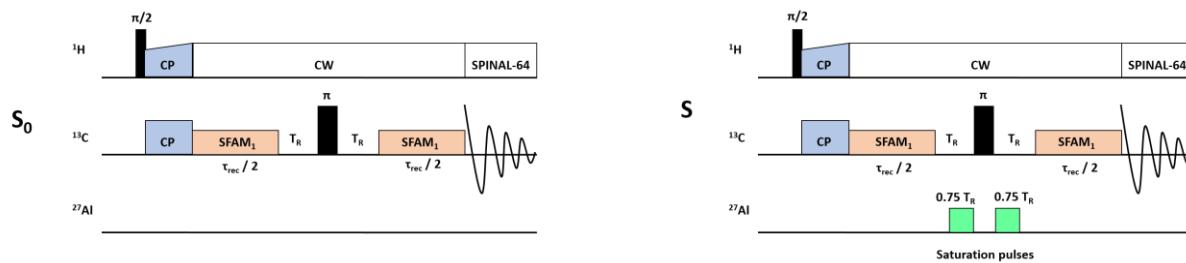 π/2
¹H
CP
CW
SPINAL-64
S₀
π
¹³C
CP
SFAM₁
T_R
T_R
SFAM₁
τ_rec / 2
τ_rec / 2
²⁷Al
π/2
¹H
CP
CW
SPINAL-64
S
π
¹³C
CP
SFAM₁
T_R
T_R
SFAM₁
τ_rec / 2
τ_rec / 2
0.75 T_R
0.75 T_R
²⁷Al
Saturation pulses